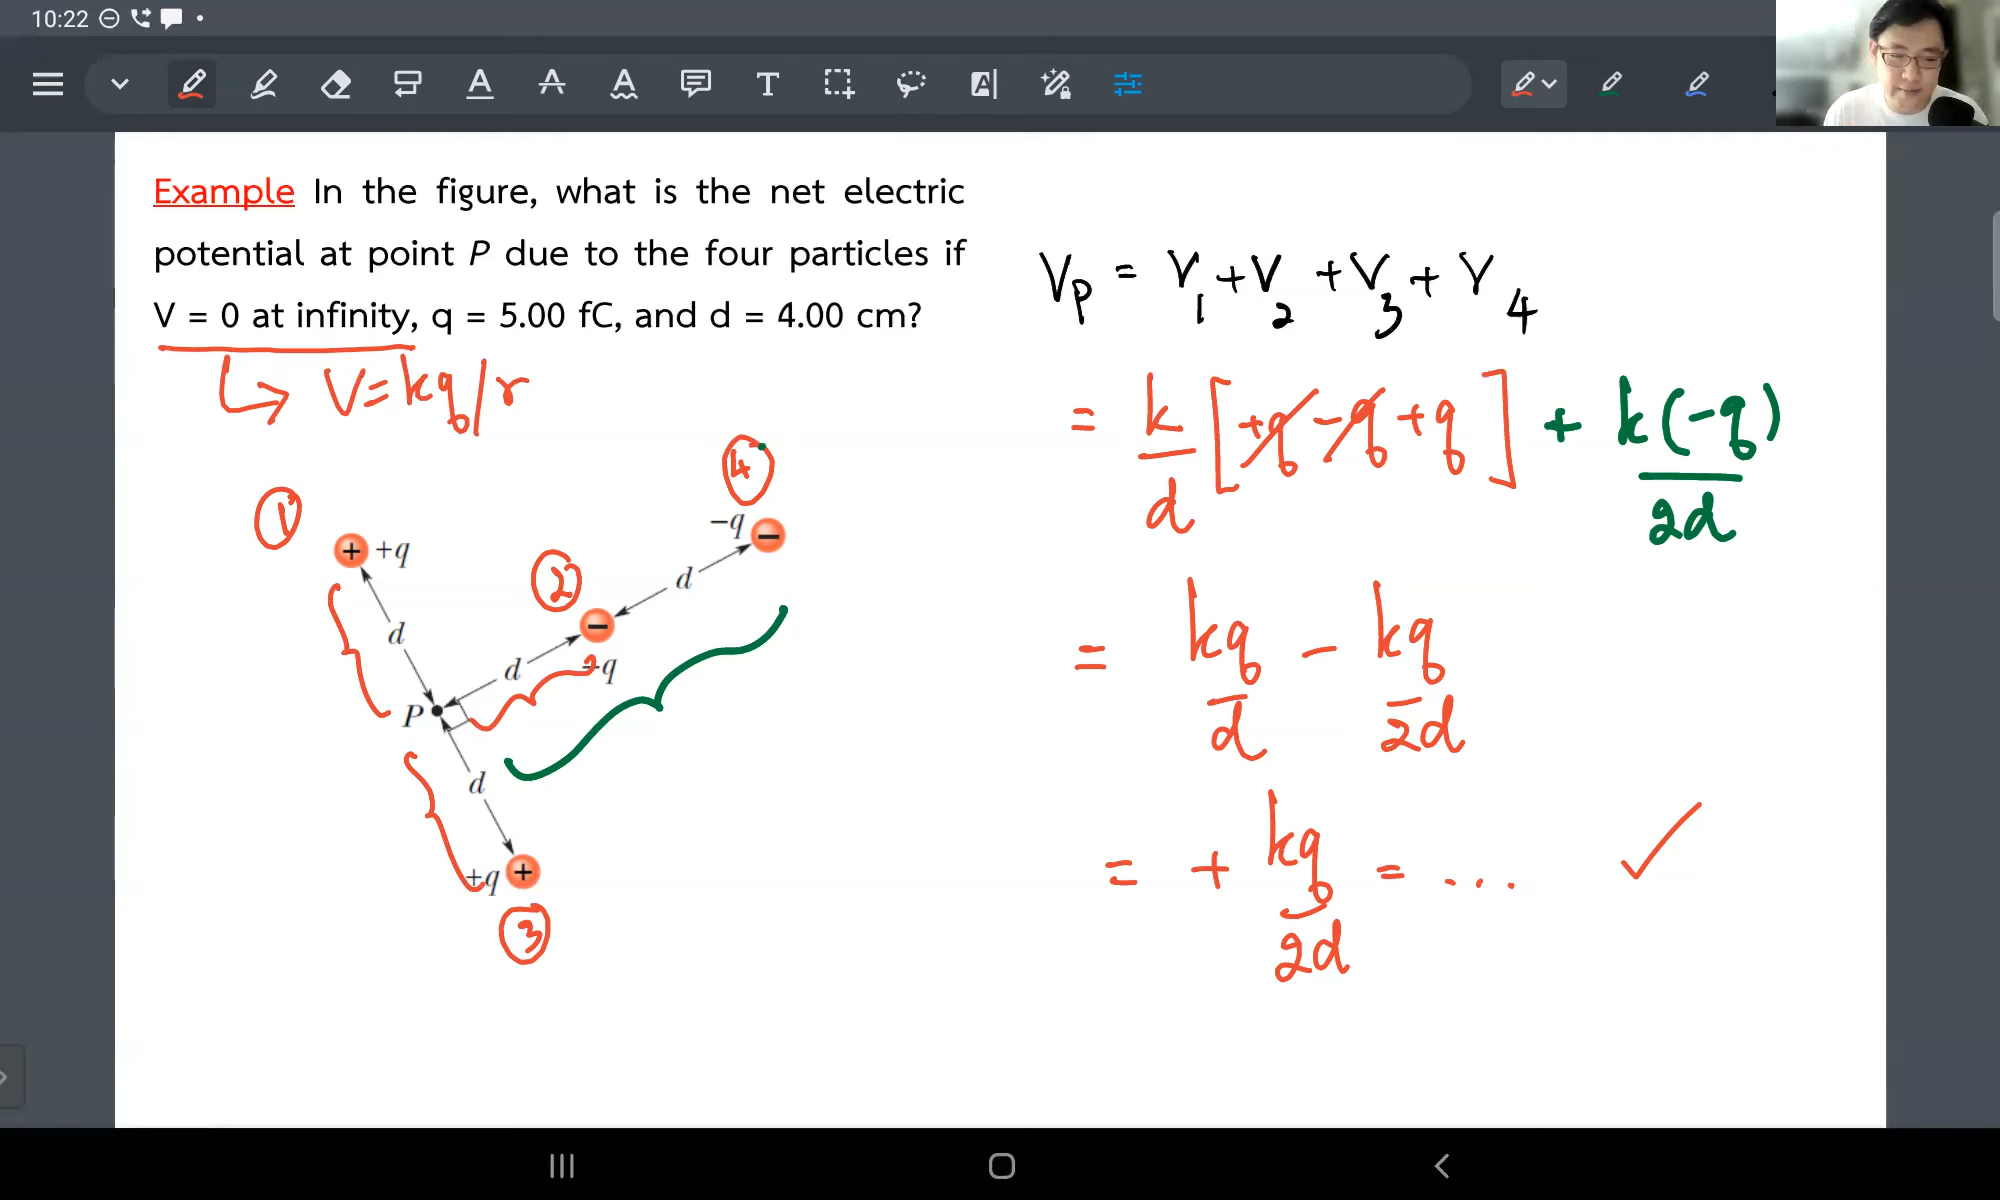 10:22
T
A
Example In the figure, what is the net electric
potential at point P due to the four particles if
V = 0 at infinity, q = 5.00 fC, and d = 4.00 cm?
V = kq/r
Vp = V1 + V2 + V3 + V4
= k/d [+q - q + q] + k(-q)/2d
= kq/d - kq/2d
= + kq/2d = ...
1
+q
d
4
−q
d
2
−q
d
P
d
+q
3